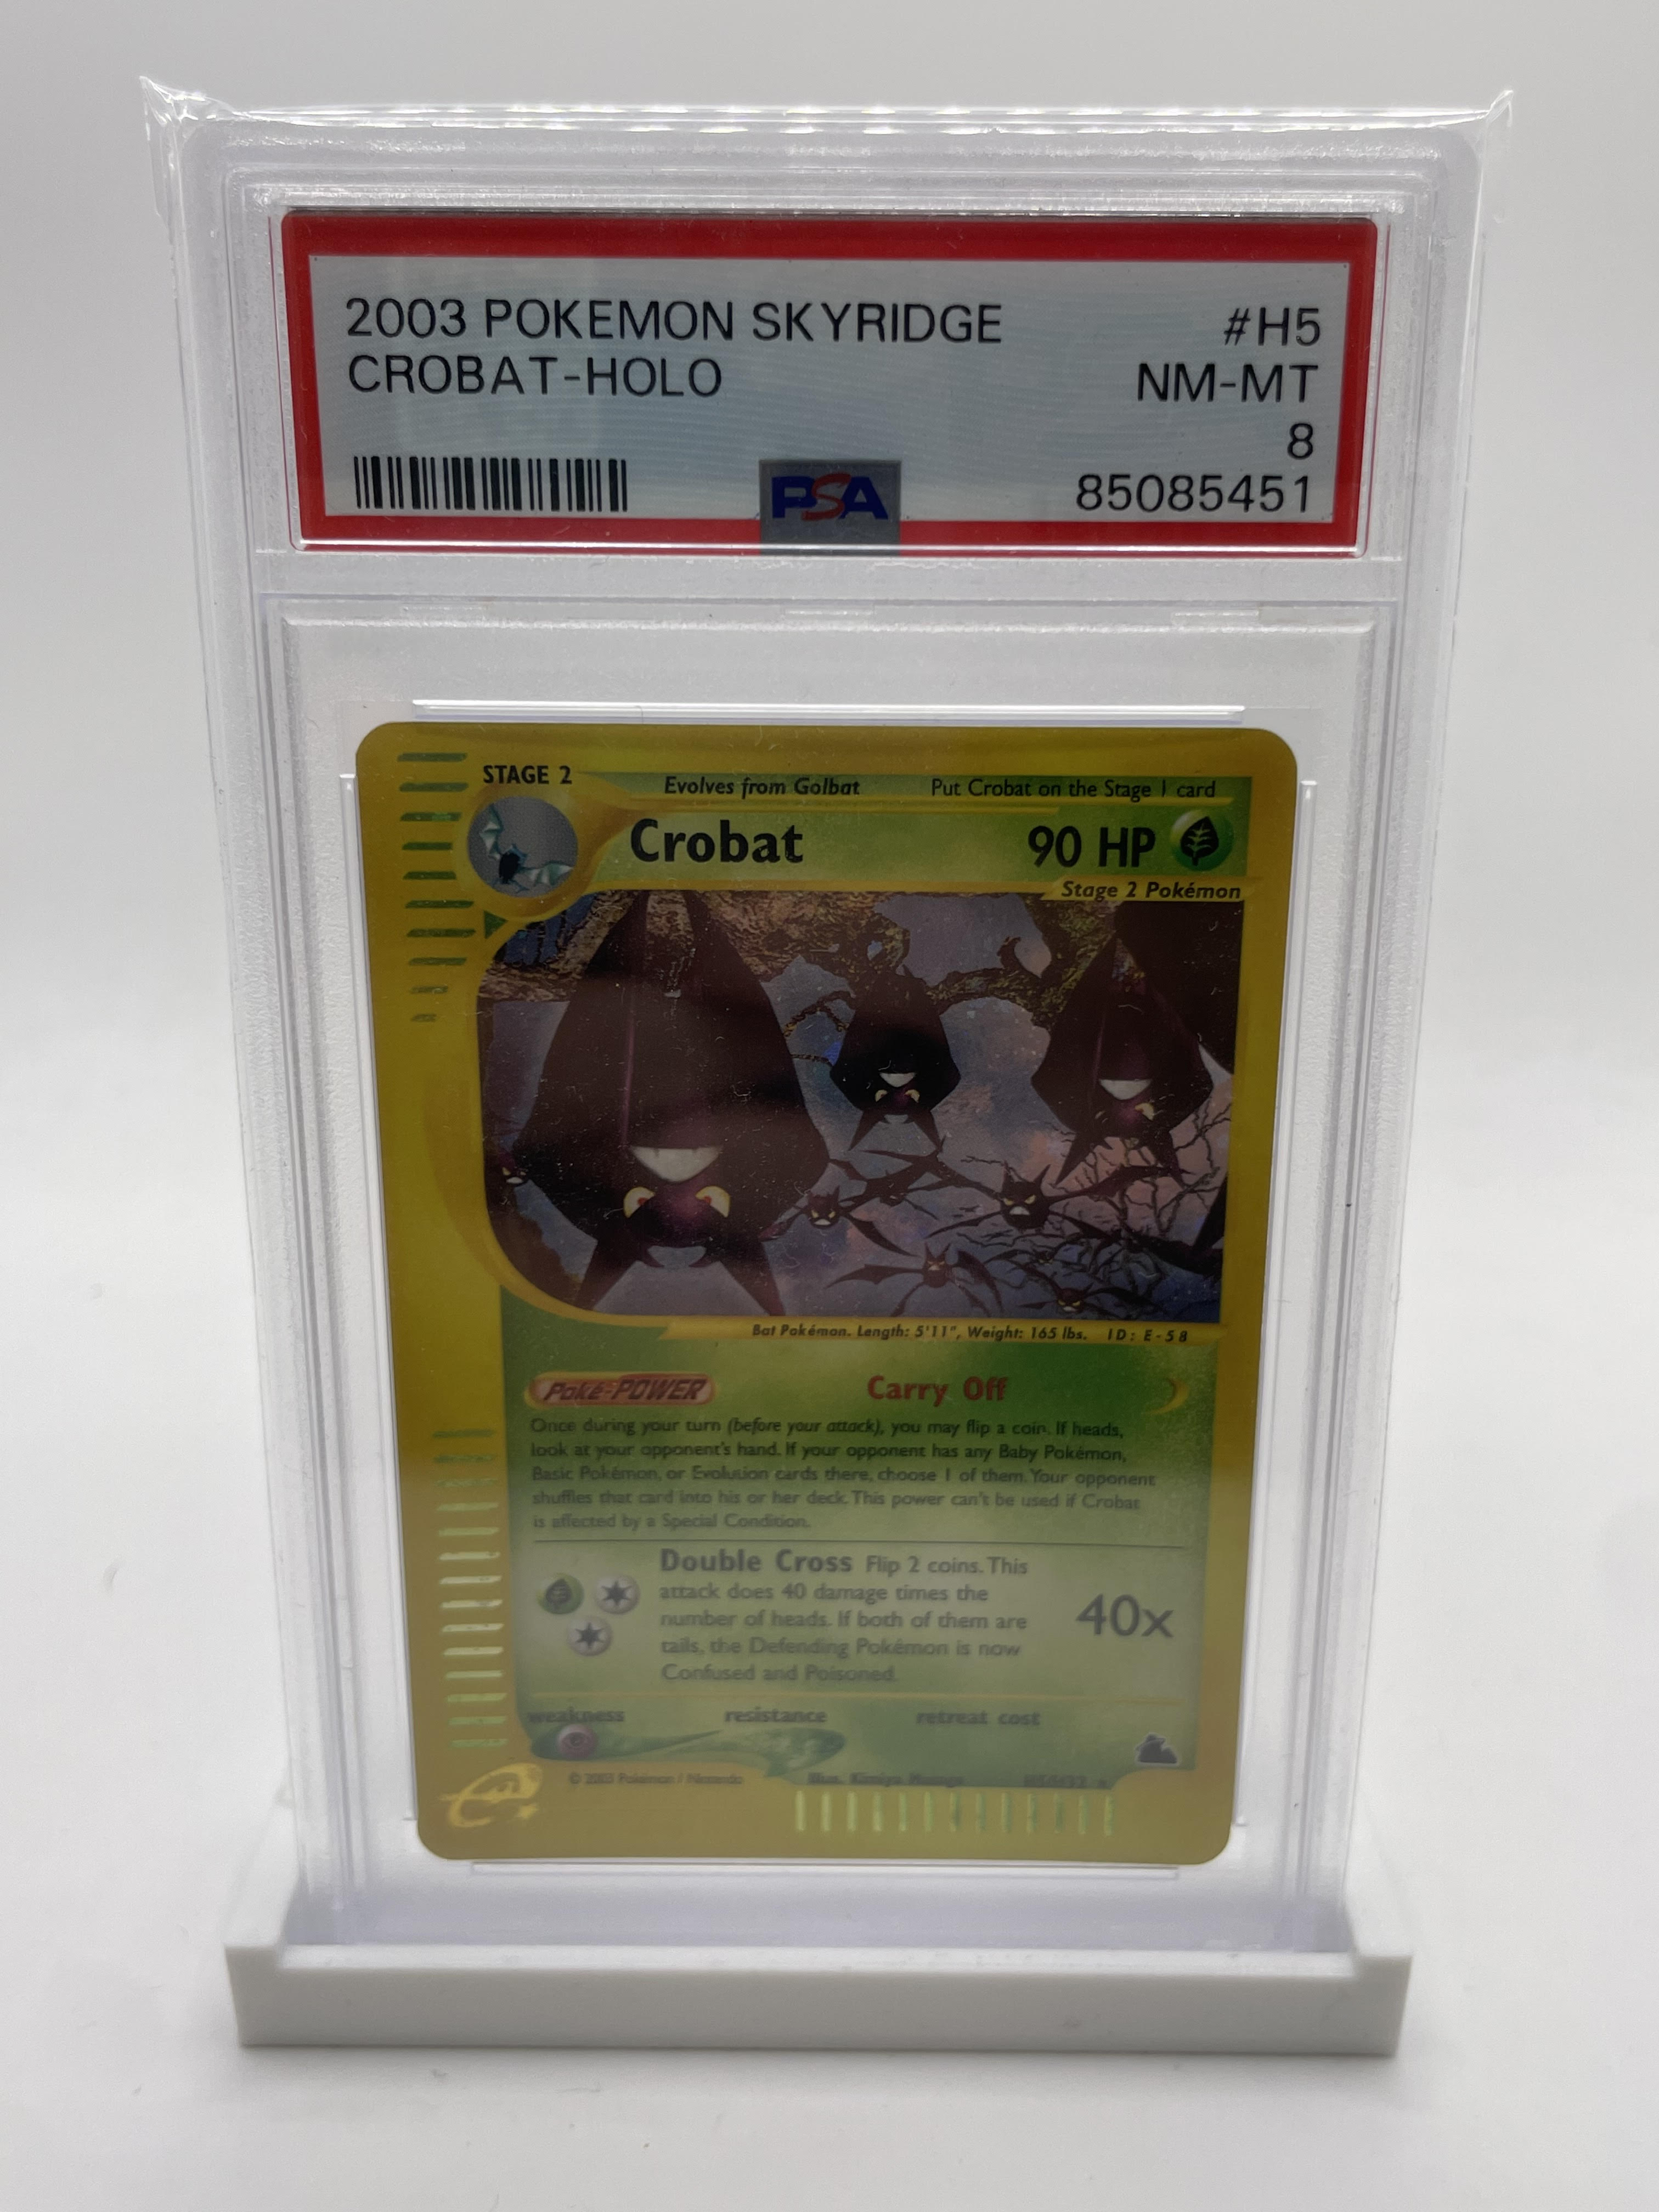 2003 POKEMON SKYRIDGE #H5
CROBAT-HOLO NM-MT
8
PSA 85085451
STAGE 2 Evolves from Golbat Put Crobat on the Stage 1 card
Crobat 90 HP
Stage 2 Pokémon
Bat Pokémon. Length: 5'11", Weight: 165 lbs. ID: E-58
Poké-POWER Carry Off
Once during your turn (before your attack), you may flip a coin. If heads,
look at your opponent's hand. If your opponent has any Baby Pokémon,
Basic Pokémon, or Evolution cards there, choose 1 of them. Your opponent
shuffles that card into his or her deck. This power can't be used if Crobat
is affected by a Special Condition.
Double Cross Flip 2 coins. This
attack does 40 damage times the
number of heads. If both of them are
tails, the Defending Pokémon is now
Confused and Poisoned.
40x
weakness resistance retreat cost
© 2003 Pokémon / Nintendo Illus.